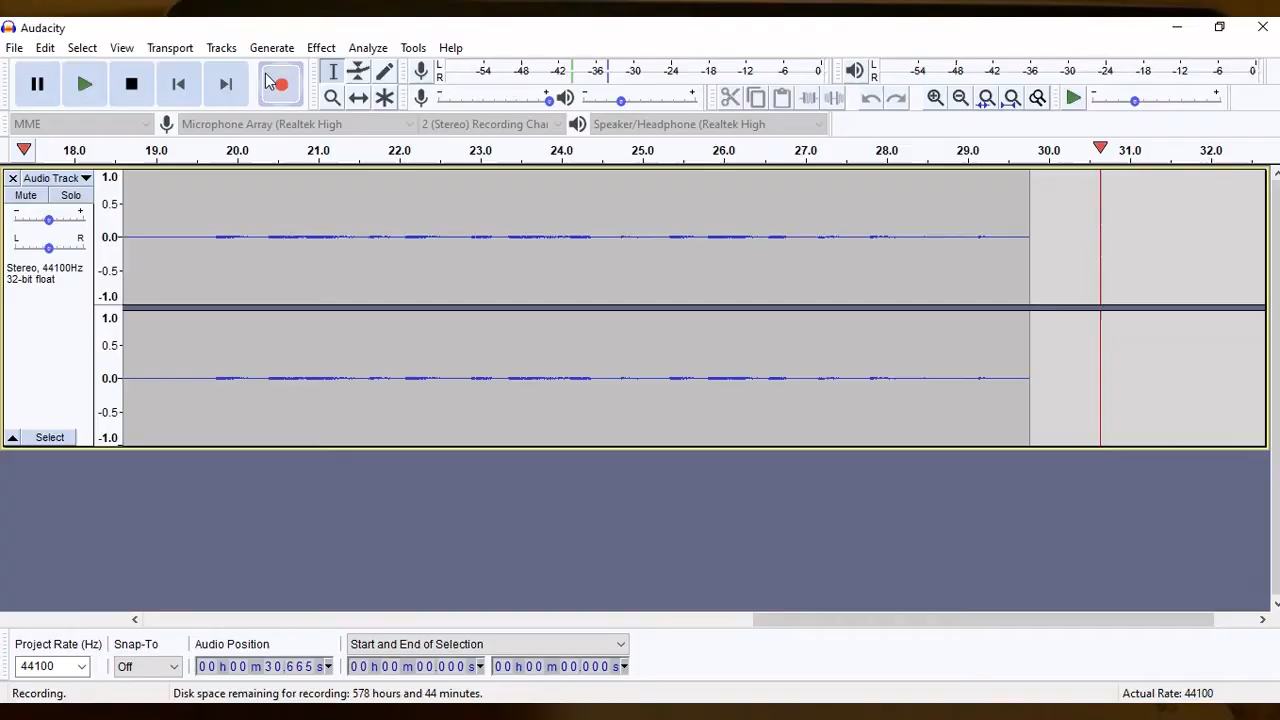 Audacity
File Edit Select View Transport Tracks Generate Effect Analyze Tools Help
L R -54 -48 -42 -36 -30 -24 -18 -12 -6 0 L R -54 -48 -42 -36 -30 -24 -18 -12 -6 0
- + - + - +
MME Microphone Array (Realtek High 2 (Stereo) Recording Chai Speaker/Headphone (Realtek High
18.0 19.0 20.0 21.0 22.0 23.0 24.0 25.0 26.0 27.0 28.0 29.0 30.0 31.0 32.0
Audio Track 1.0
Mute Solo
- + 0.5
L R 0.0
Stereo, 44100Hz
32-bit float -0.5
-1.0
1.0
0.5
0.0
-0.5
Select -1.0
Project Rate (Hz) Snap-To Audio Position Start and End of Selection
44100 Off 00 h 00 m 30.665 s 00 h 00 m 00.000 s 00 h 00 m 00.000 s
Recording. Disk space remaining for recording: 578 hours and 44 minutes. Actual Rate: 44100